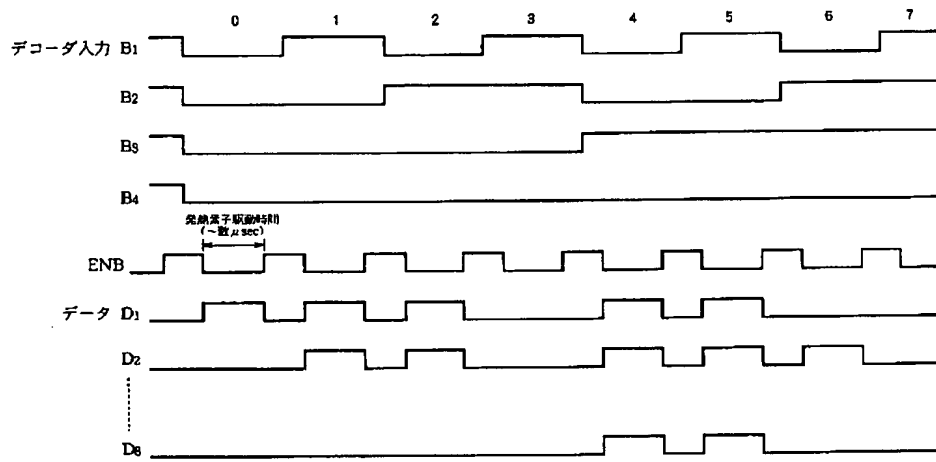 0 1 2 3 4 5 6 7
デコーダ入力 B1
B2
B3
B4
発熱素子駆動時間
(~数μsec)
ENB
データ D1
D2
D8